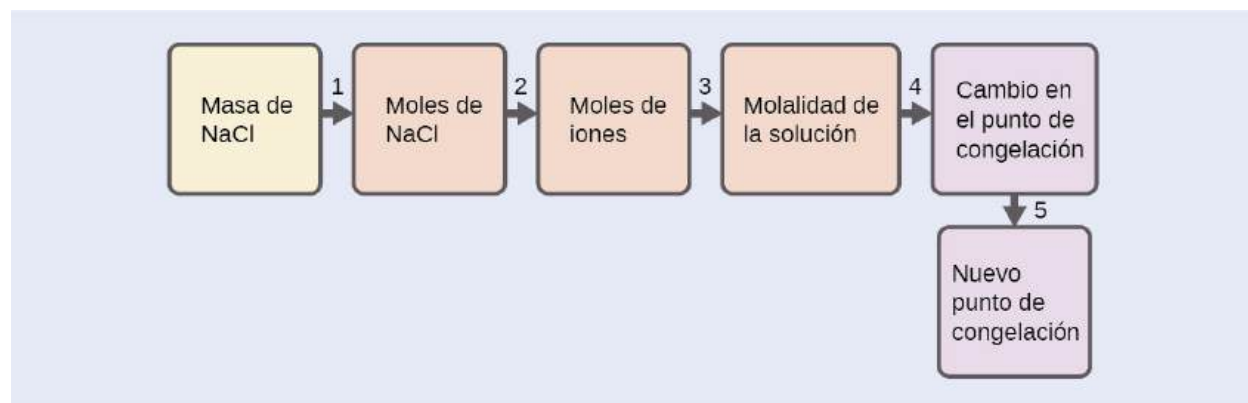 Masa de
NaCl
1
Moles de
NaCl
2
Moles de
iones
3
Molalidad de
la solución
4
Cambio en
el punto de
congelación
5
Nuevo
punto de
congelación